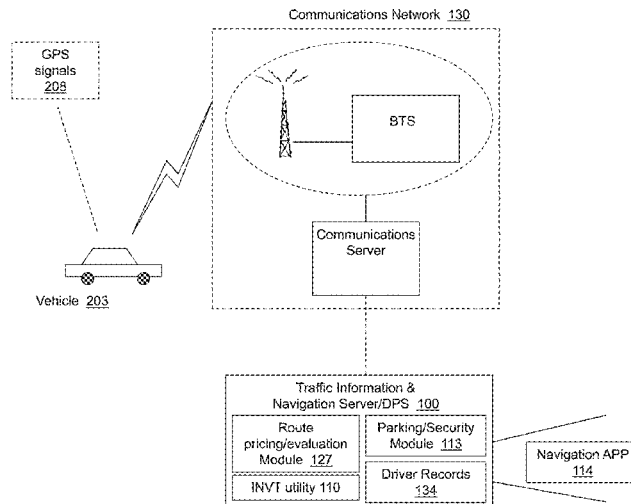 Communications Network 130
GPS
signals
208
BTS
Communications
Server
Vehicle 203
Traffic Information &
Navigation Server/DPS 100
Route
pricing/evaluation
Module 127
Parking/Security
Module 113
Navigation APP
114
INVT utility 110
Driver Records
134